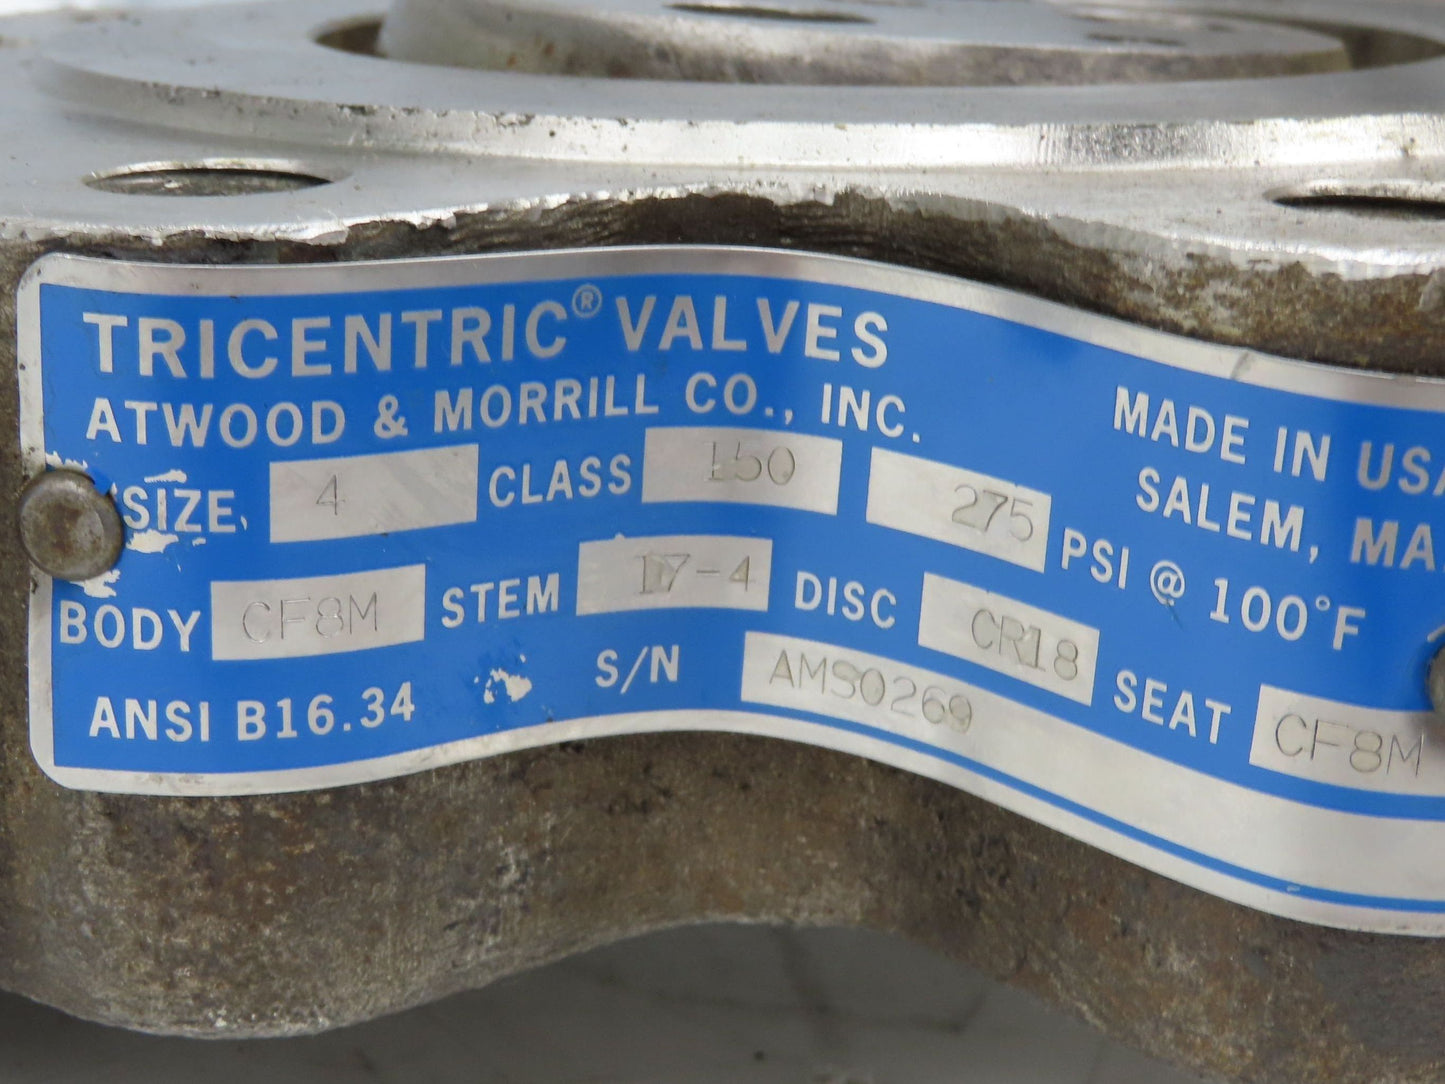 TRICENTRIC® VALVES
ATWOOD & MORRILL CO., INC.
MADE IN USA
SALEM, MA.
SIZE 4 CLASS 150 275 PSI @ 100°F
BODY CF8M STEM 17-4 DISC CR18 SEAT CF8M
ANSI B16.34 S/N AMS0269